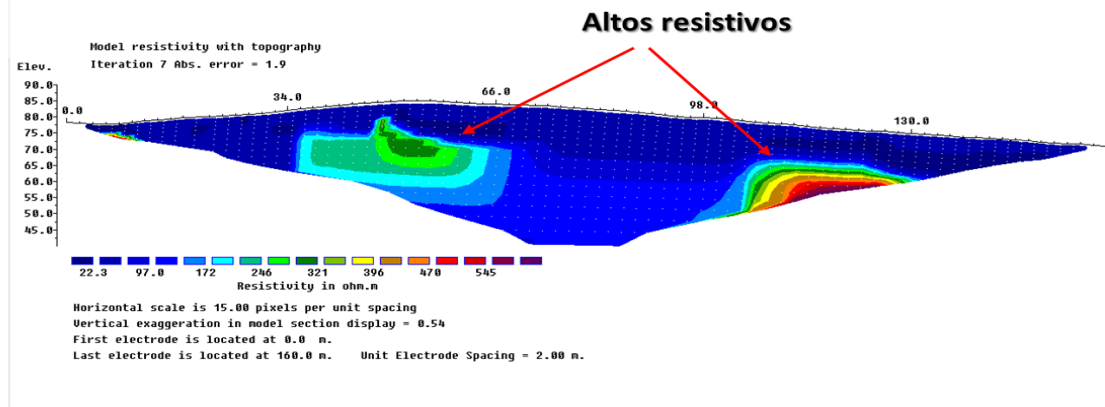 Altos resistivos
Model resistivity with topography
Iteration 7 Abs. error = 1.9
Elev.
90.0
85.0
80.0
75.0
70.0
65.0
60.0
55.0
50.0
45.0
0.0
34.0
66.0
98.0
130.0
22.3 97.0 172 246 321 396 470 545
Resistivity in ohm.m
Horizontal scale is 15.00 pixels per unit spacing
Vertical exaggeration in model section display = 0.54
First electrode is located at 0.0 m.
Last electrode is located at 160.0 m. Unit Electrode Spacing = 2.00 m.